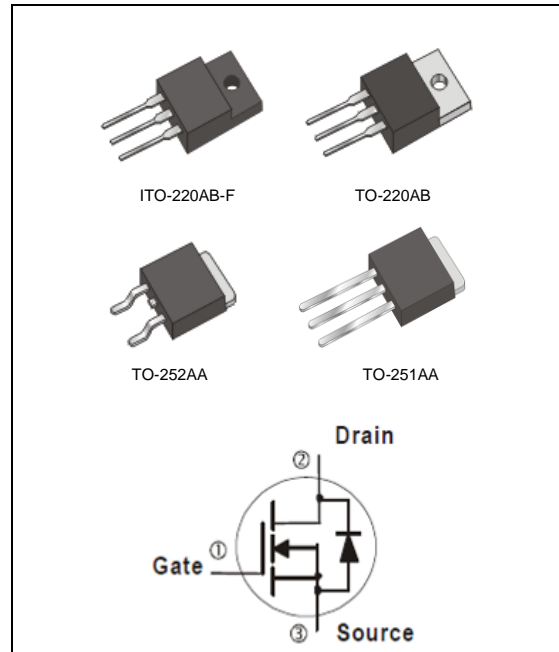 ITO-220AB-F TO-220AB
TO-252AA TO-251AA
Drain
②
①
Gate
③ Source